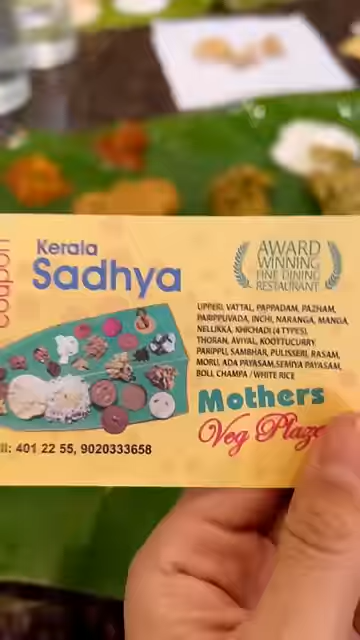 coupon
Kerala
Sadhya
AWARD
WINNING
FINE DINING
RESTAURANT
UPPERI, VATTAL, PAPPADAM, PAZHAM,
PARIPPUVADA, INCHI, NARANGA, MANGA,
NELLIKKA, KHICHADI (4 TYPES),
THORAN, AVIYAL, KOOTTUCURRY
PARIPPU, SAMBHAR, PULISSERI, RASAM,
MORU, ADA PAYASAM, SEMIYA PAYASAM,
BOLI, CHAMPA / WHITE RICE
Mothers
Veg Plaza
ll: 401 22 55, 9020333658